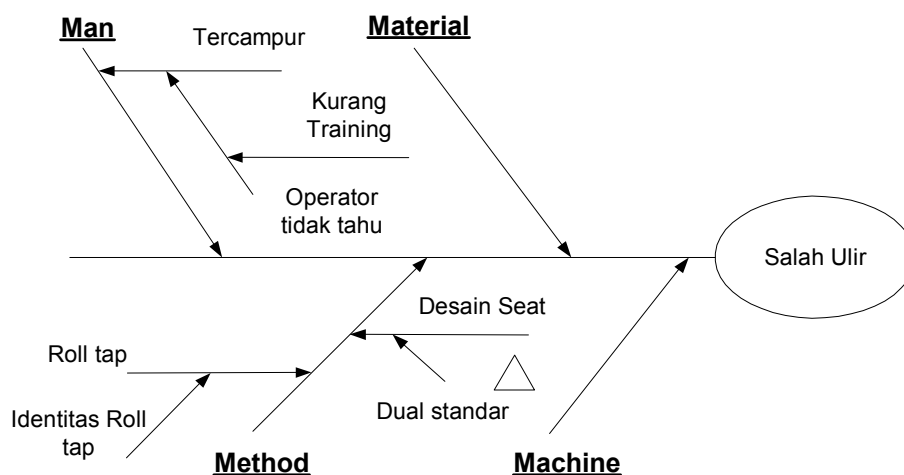 Man
Tercampur
Material
Kurang
Training
Operator
tidak tahu
Salah Ulir
Desain Seat
Roll tap
Dual standar
Identitas Roll
tap
Method
Machine